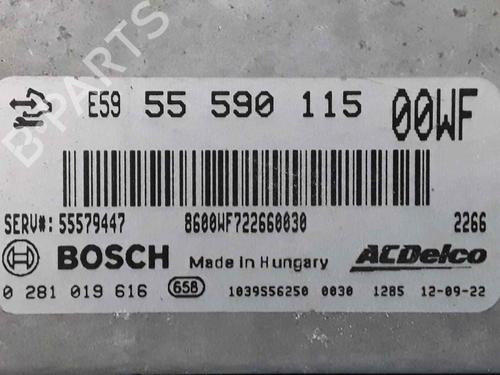 B-PARTS
E59 55 590 115 00WF
SERV#: 55579447 8600WF722660030 2266
BOSCH Made in Hungary ACDelco
0 281 019 616 658 1039S56250 0030 1285 12-09-22